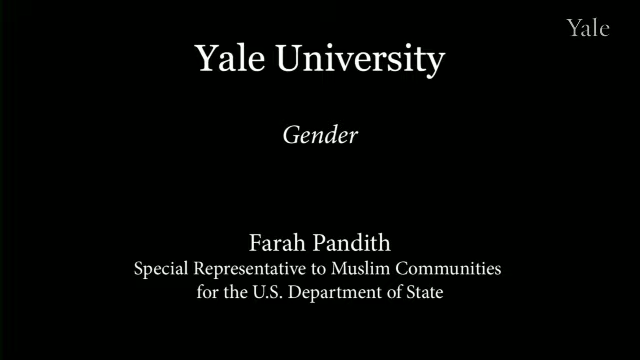 Yale
Yale University
Gender
Farah Pandith
Special Representative to Muslim Communities
for the U.S. Department of State